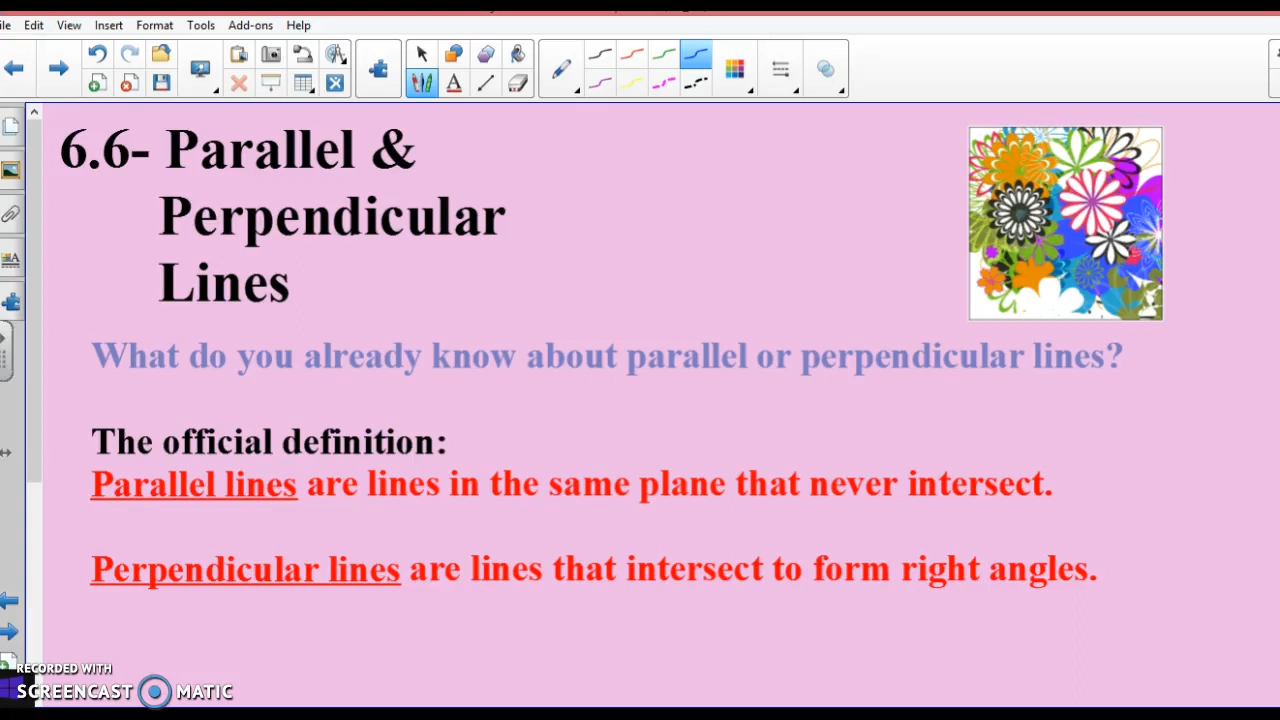 ile Edit View Insert Format Tools Add-ons Help
6.6- Parallel &
Perpendicular
Lines
What do you already know about parallel or perpendicular lines?
The official definition:
Parallel lines are lines in the same plane that never intersect.
Perpendicular lines are lines that intersect to form right angles.
RECORDED WITH
SCREENCAST MATIC